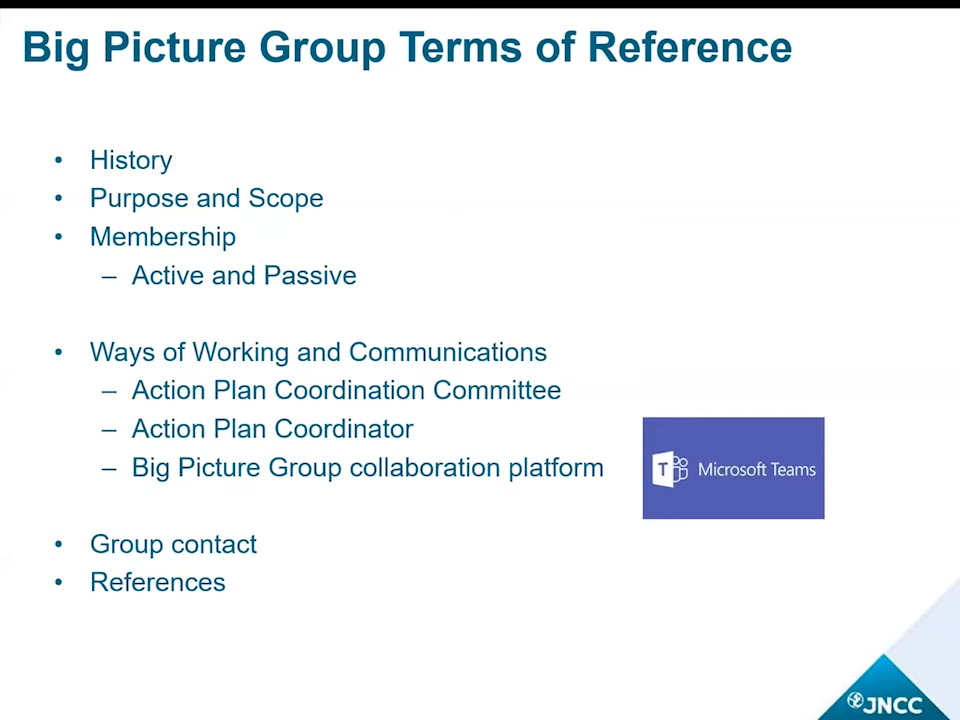 Big Picture Group Terms of Reference
• History
• Purpose and Scope
• Membership
– Active and Passive
• Ways of Working and Communications
– Action Plan Coordination Committee
– Action Plan Coordinator
– Big Picture Group collaboration platform
T Microsoft Teams
• Group contact
• References
JNCC